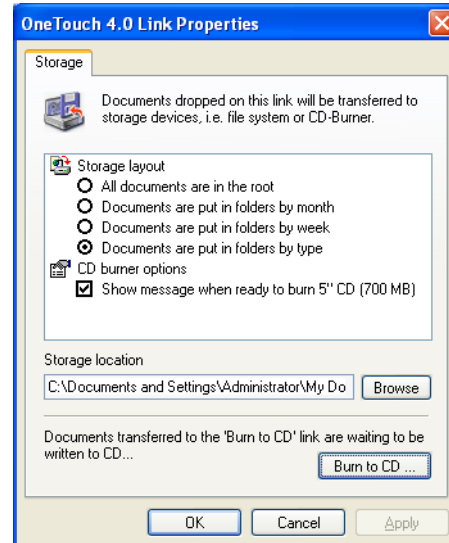 OneTouch 4.0 Link Properties
Storage
Documents dropped on this link will be transferred to
storage devices, i.e. file system or CD-Burner.
Storage layout
All documents are in the root
Documents are put in folders by month
Documents are put in folders by week
Documents are put in folders by type
CD burner options
Show message when ready to burn 5" CD (700 MB)
Storage location
C:\Documents and Settings\Administrator\My Do
Browse
Documents transferred to the 'Burn to CD' link are waiting to be
written to CD...
Burn to CD ...
OK
Cancel
Apply